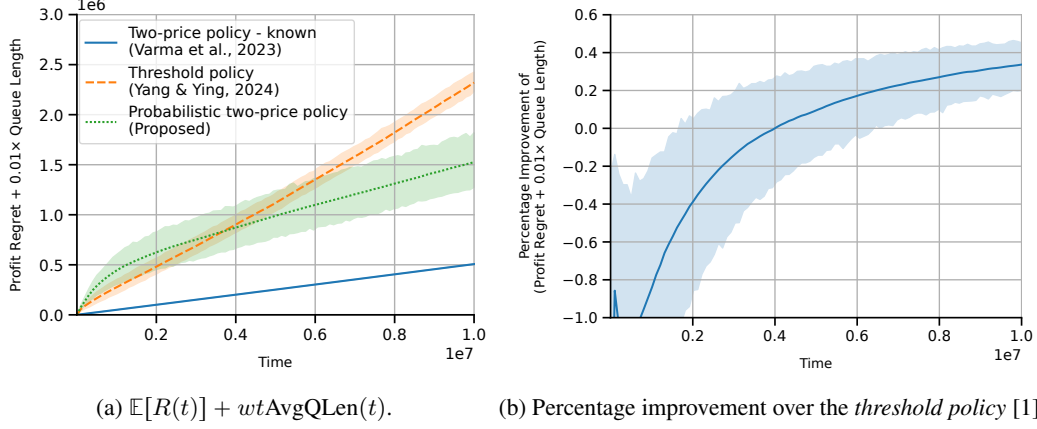 1e6
3.0
2.5
2.0
1.5
1.0
0.5
0.0
Profit Regret + 0.01× Queue Length
Two-price policy - known
(Varma et al., 2023)
Threshold policy
(Yang & Ying, 2024)
Probabilistic two-price policy
(Proposed)
0.2 0.4 0.6 0.8 1.0
1e7
Time
Percentage Improvement of
(Profit Regret + 0.01× Queue Length)
0.6
0.4
0.2
0.0
−0.2
−0.4
−0.6
−0.8
−1.0
0.2 0.4 0.6 0.8 1.0
1e7
Time
(a) 𝔼[R(t)] + wtAvgQLen(t).
(b) Percentage improvement over the threshold policy [1]